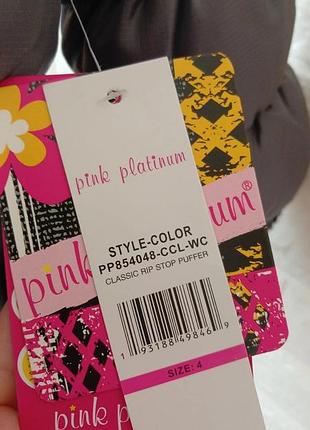 pink platinum
pink num®
STYLE-COLOR
PP854048-CCL-WC
CLASSIC RIP STOP PUFFER
1 93188 49846 9
SIZE: 4
pink platinum